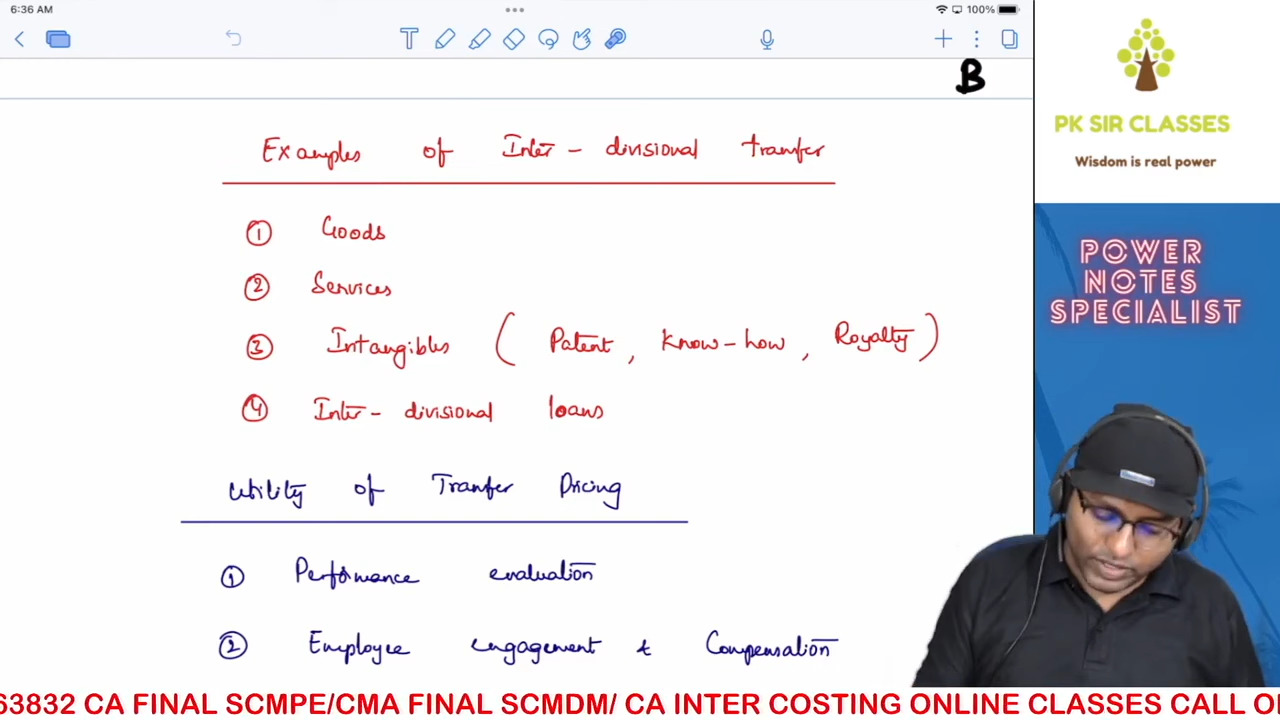 6:36 AM
100%
B
Examples of Inter-divisional transfer
① Goods
② Services
③ Intangibles ( Patent, Know-how, Royalty )
④ Inter-divisional loans
Utility of Tranfer Pricing
① Performance evaluation
② Employee engagement & Compensation
PK SIR CLASSES
Wisdom is real power
POWER
NOTES
SPECIALIST
63832 CA FINAL SCMPE/CMA FINAL SCMDM/ CA INTER COSTING ONLINE CLASSES CALL O